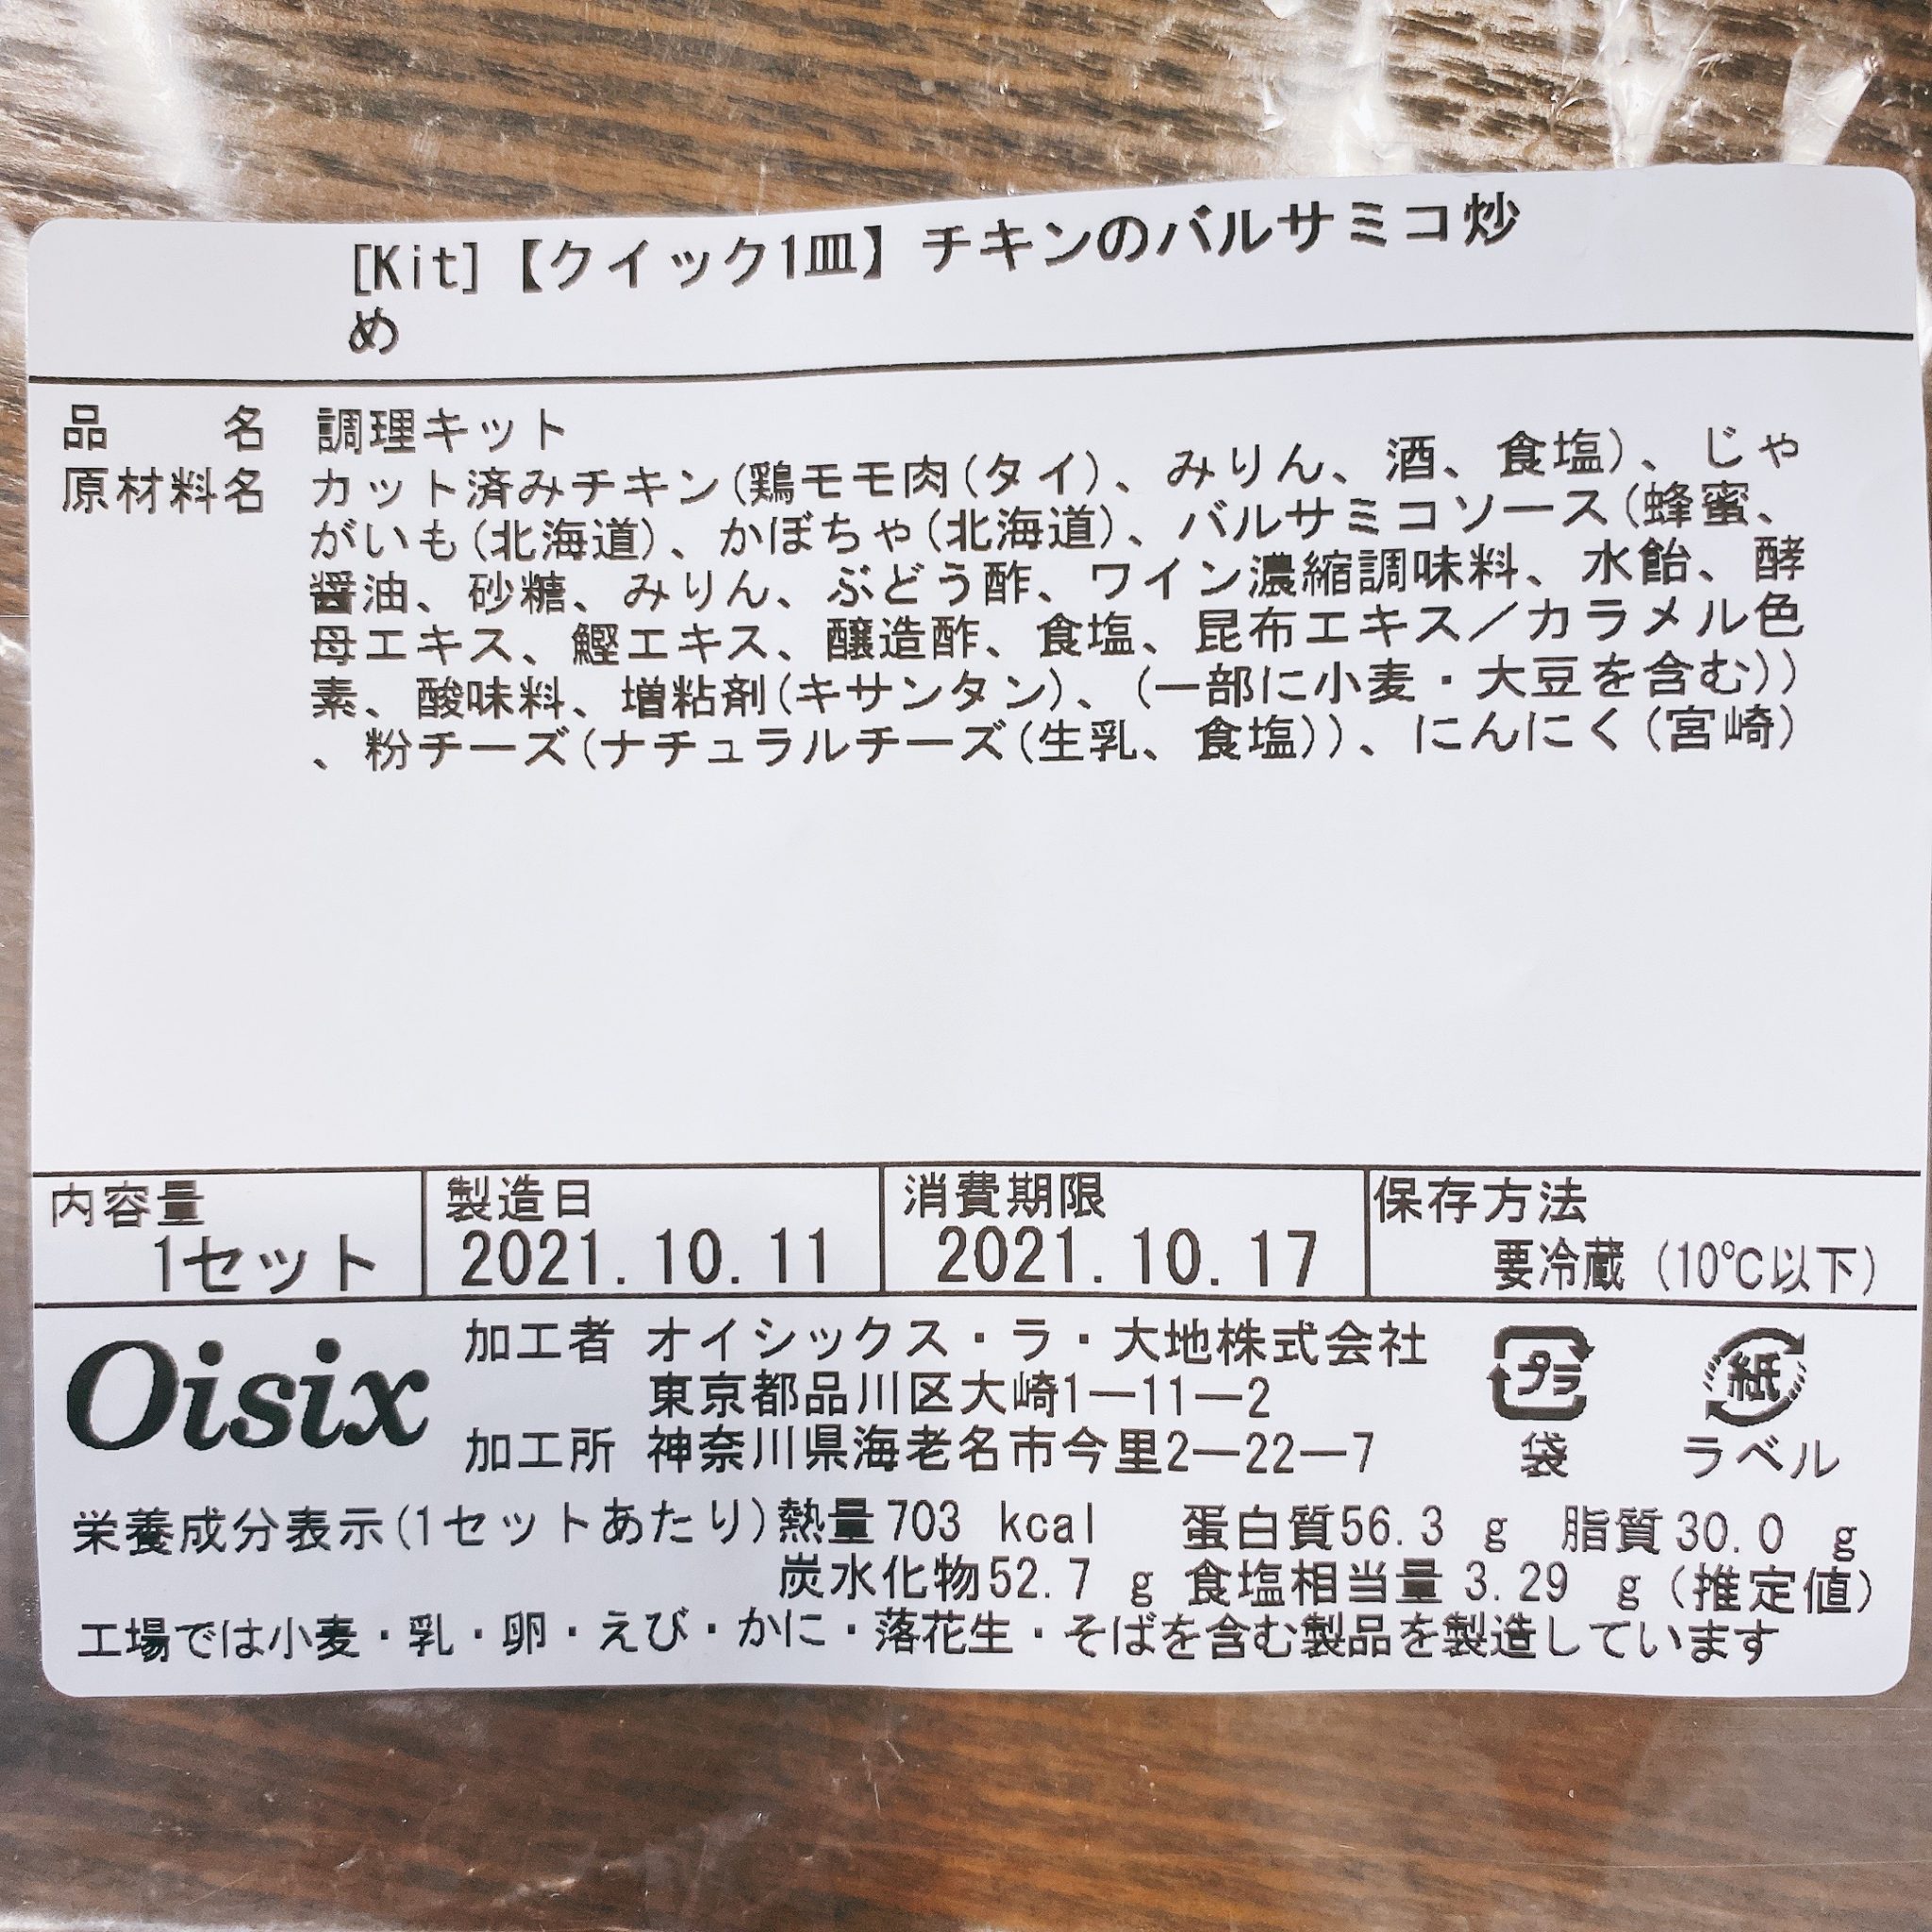 [Kit]【クイック1皿】チキンのバルサミコ炒
め
品　　名　調理キット
原材料名　カット済みチキン(鶏モモ肉(タイ)、みりん、酒、食塩)、じゃ
がいも(北海道)、かぼちゃ(北海道)、バルサミコソース(蜂蜜、
醤油、砂糖、みりん、ぶどう酢、ワイン濃縮調味料、水飴、酵
母エキス、鰹エキス、醸造酢、食塩、昆布エキス／カラメル色
素、酸味料、増粘剤(キサンタン)、(一部に小麦・大豆を含む))
、粉チーズ(ナチュラルチーズ(生乳、食塩))、にんにく(宮崎)
内容量　製造日　消費期限　保存方法
1セット　2021.10.11　2021.10.17　要冷蔵 (10℃以下)
Oisix
加工者 オイシックス・ラ・大地株式会社
東京都品川区大崎1―11―2
加工所 神奈川県海老名市今里2―22―7
プラ
袋
紙
ラベル
栄養成分表示(1セットあたり)熱量703 kcal 蛋白質56.3 g 脂質30.0 g
炭水化物52.7 g 食塩相当量 3.29 g(推定値)
工場では小麦・乳・卵・えび・かに・落花生・そばを含む製品を製造しています